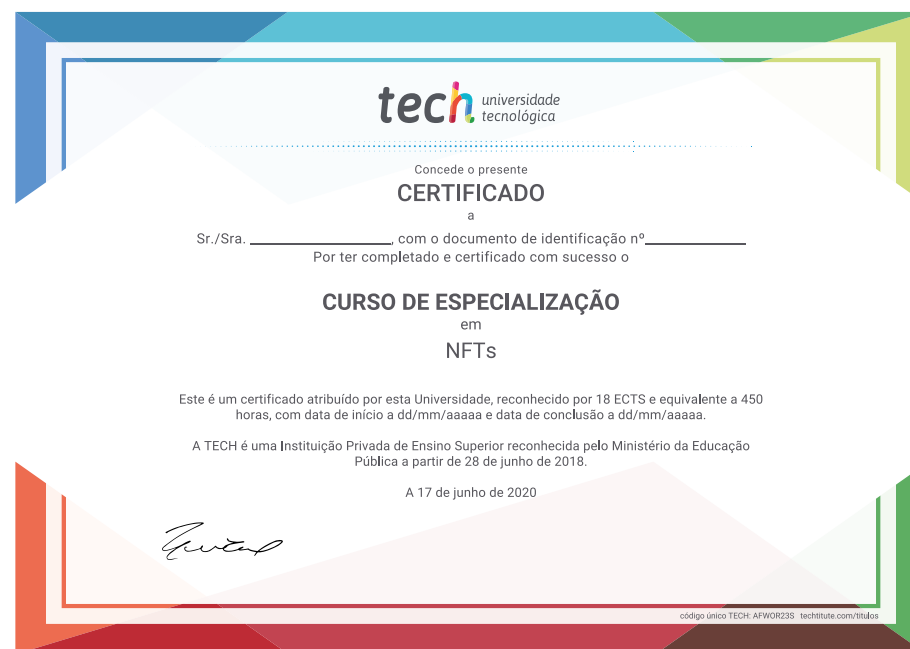 tech universidade
tecnológica
Concede o presente
CERTIFICADO
a
Sr./Sra. , com o documento de identificação nº
Por ter completado e certificado com sucesso o
CURSO DE ESPECIALIZAÇÃO
em
NFTs
Este é um certificado atribuído por esta Universidade, reconhecido por 18 ECTS e equivalente a 450
horas, com data de início a dd/mm/aaaaa e data de conclusão a dd/mm/aaaaa.
A TECH é uma Instituição Privada de Ensino Superior reconhecida pelo Ministério da Educação
Pública a partir de 28 de junho de 2018.
A 17 de junho de 2020
código único TECH: AFWOR23S techtitute.com/titulos